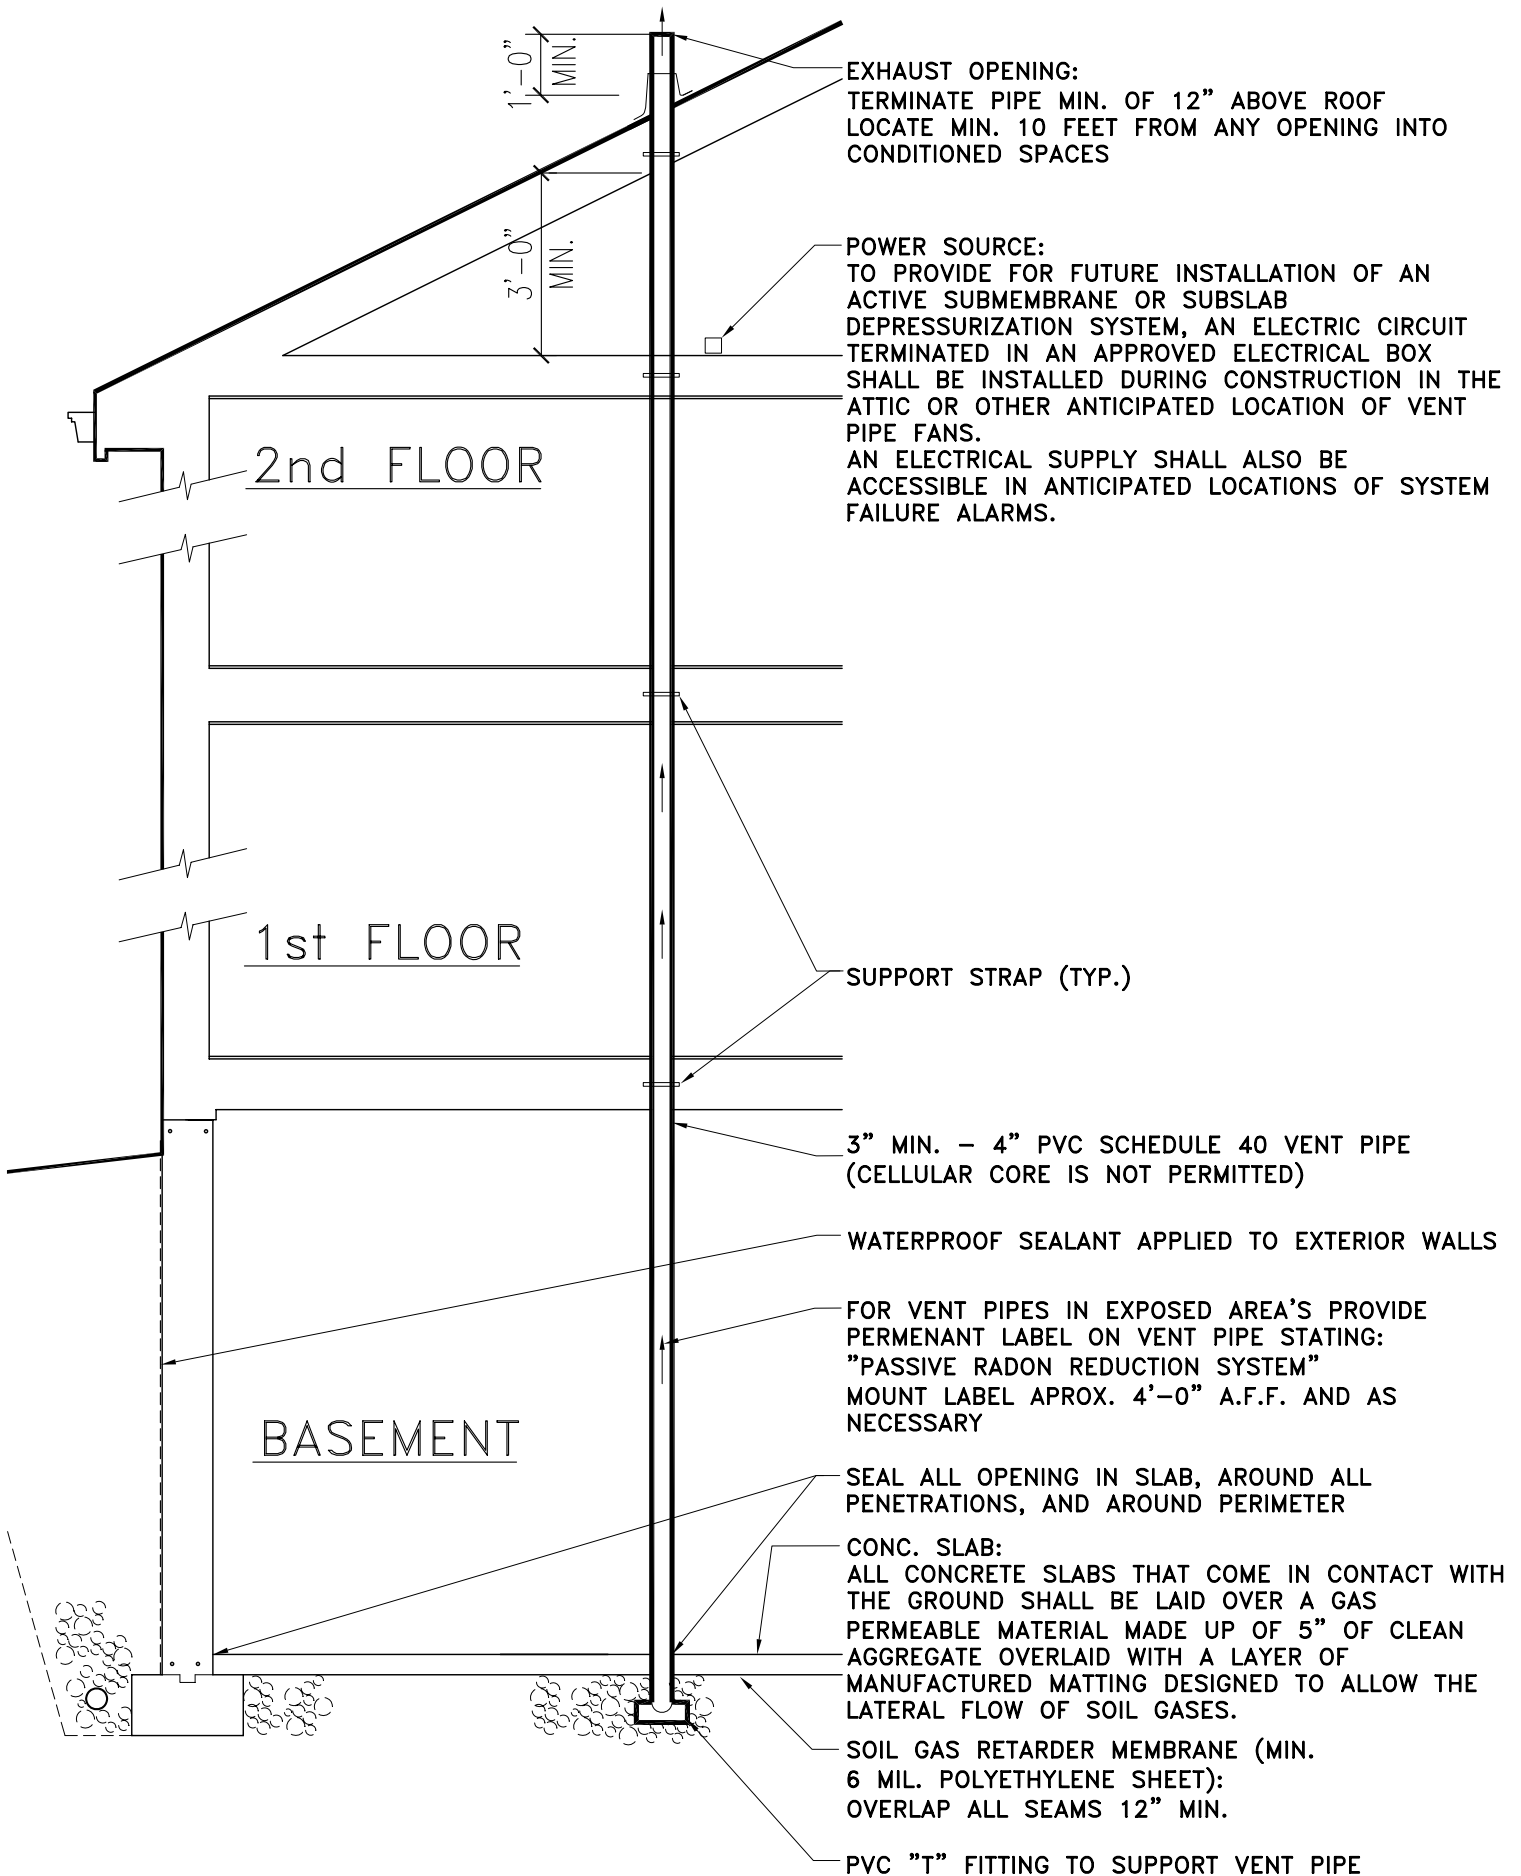 1'-0"
MIN.
EXHAUST OPENING:
TERMINATE PIPE MIN. OF 12" ABOVE ROOF
LOCATE MIN. 10 FEET FROM ANY OPENING INTO
CONDITIONED SPACES
3'-0"
MIN.
POWER SOURCE:
TO PROVIDE FOR FUTURE INSTALLATION OF AN
ACTIVE SUBMEMBRANE OR SUBSLAB
DEPRESSURIZATION SYSTEM, AN ELECTRIC CIRCUIT
TERMINATED IN AN APPROVED ELECTRICAL BOX
SHALL BE INSTALLED DURING CONSTRUCTION IN THE
ATTIC OR OTHER ANTICIPATED LOCATION OF VENT
PIPE FANS.
AN ELECTRICAL SUPPLY SHALL ALSO BE
ACCESSIBLE IN ANTICIPATED LOCATIONS OF SYSTEM
FAILURE ALARMS.
2nd FLOOR
1st FLOOR
SUPPORT STRAP (TYP.)
3" MIN. – 4" PVC SCHEDULE 40 VENT PIPE
(CELLULAR CORE IS NOT PERMITTED)
WATERPROOF SEALANT APPLIED TO EXTERIOR WALLS
FOR VENT PIPES IN EXPOSED AREA'S PROVIDE
PERMENANT LABEL ON VENT PIPE STATING:
"PASSIVE RADON REDUCTION SYSTEM"
MOUNT LABEL APROX. 4'–0" A.F.F. AND AS
NECESSARY
BASEMENT
SEAL ALL OPENING IN SLAB, AROUND ALL
PENETRATIONS, AND AROUND PERIMETER
CONC. SLAB:
ALL CONCRETE SLABS THAT COME IN CONTACT WITH
THE GROUND SHALL BE LAID OVER A GAS
PERMEABLE MATERIAL MADE UP OF 5" OF CLEAN
AGGREGATE OVERLAID WITH A LAYER OF
MANUFACTURED MATTING DESIGNED TO ALLOW THE
LATERAL FLOW OF SOIL GASES.
SOIL GAS RETARDER MEMBRANE (MIN.
6 MIL. POLYETHYLENE SHEET):
OVERLAP ALL SEAMS 12" MIN.
PVC "T" FITTING TO SUPPORT VENT PIPE